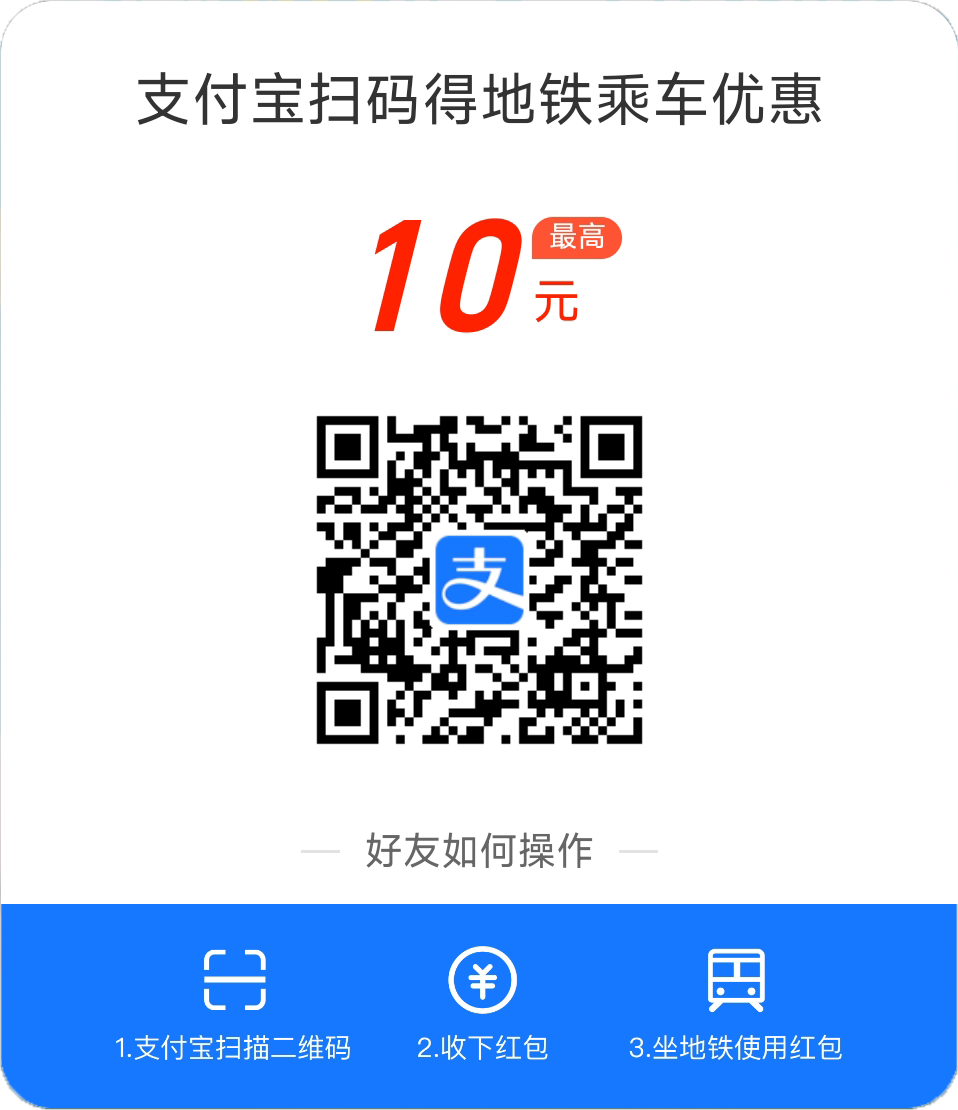 支付宝扫码得地铁乘车优惠
10
最高
元
支
好友如何操作
1.支付宝扫描二维码
2.收下红包
3.坐地铁使用红包